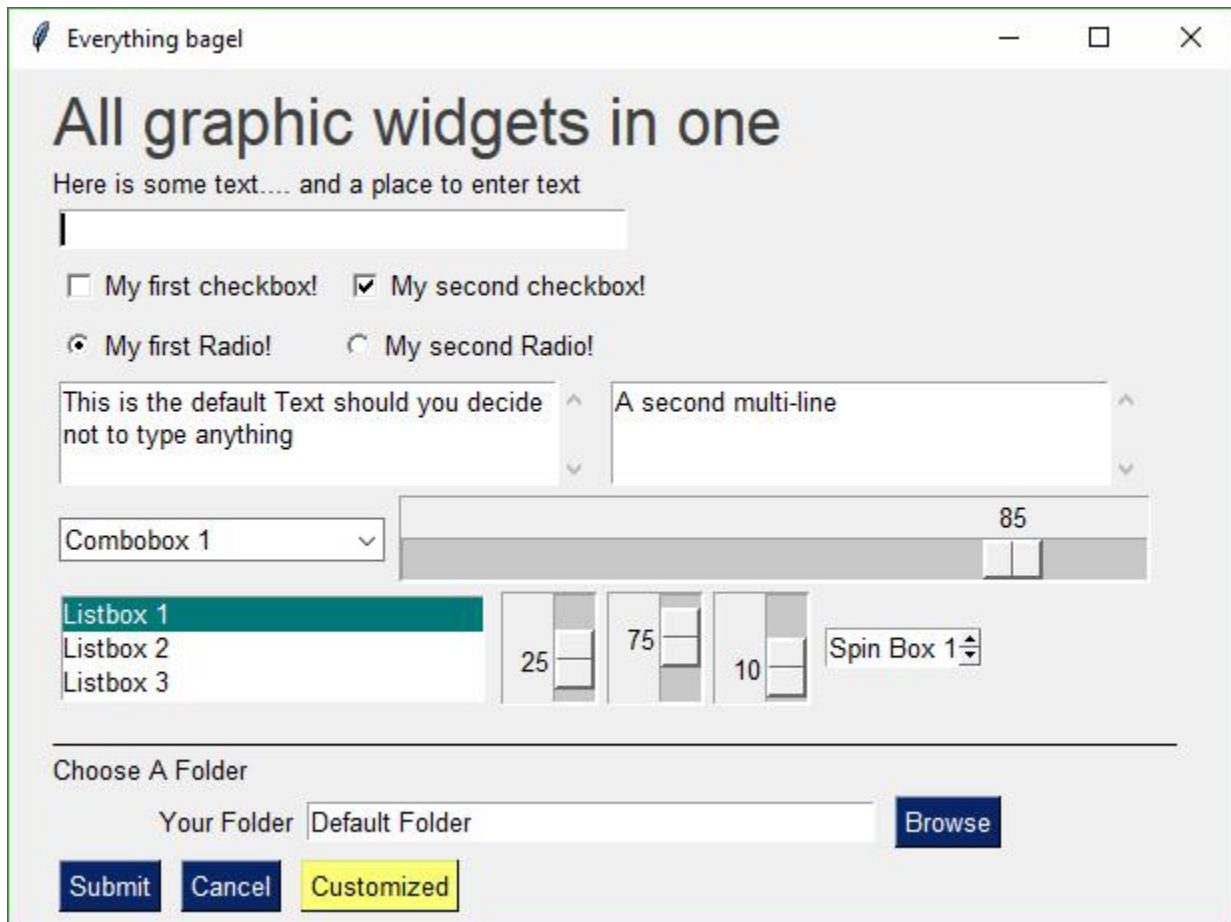 Everything bagel
All graphic widgets in one
Here is some text.... and a place to enter text
My first checkbox! My second checkbox!
My first Radio! My second Radio!
This is the default Text should you decide
not to type anything
A second multi-line
Combobox 1
85
Listbox 1
Listbox 2
Listbox 3
25
75
10
Spin Box 1
Choose A Folder
Your Folder Default Folder Browse
Submit Cancel Customized